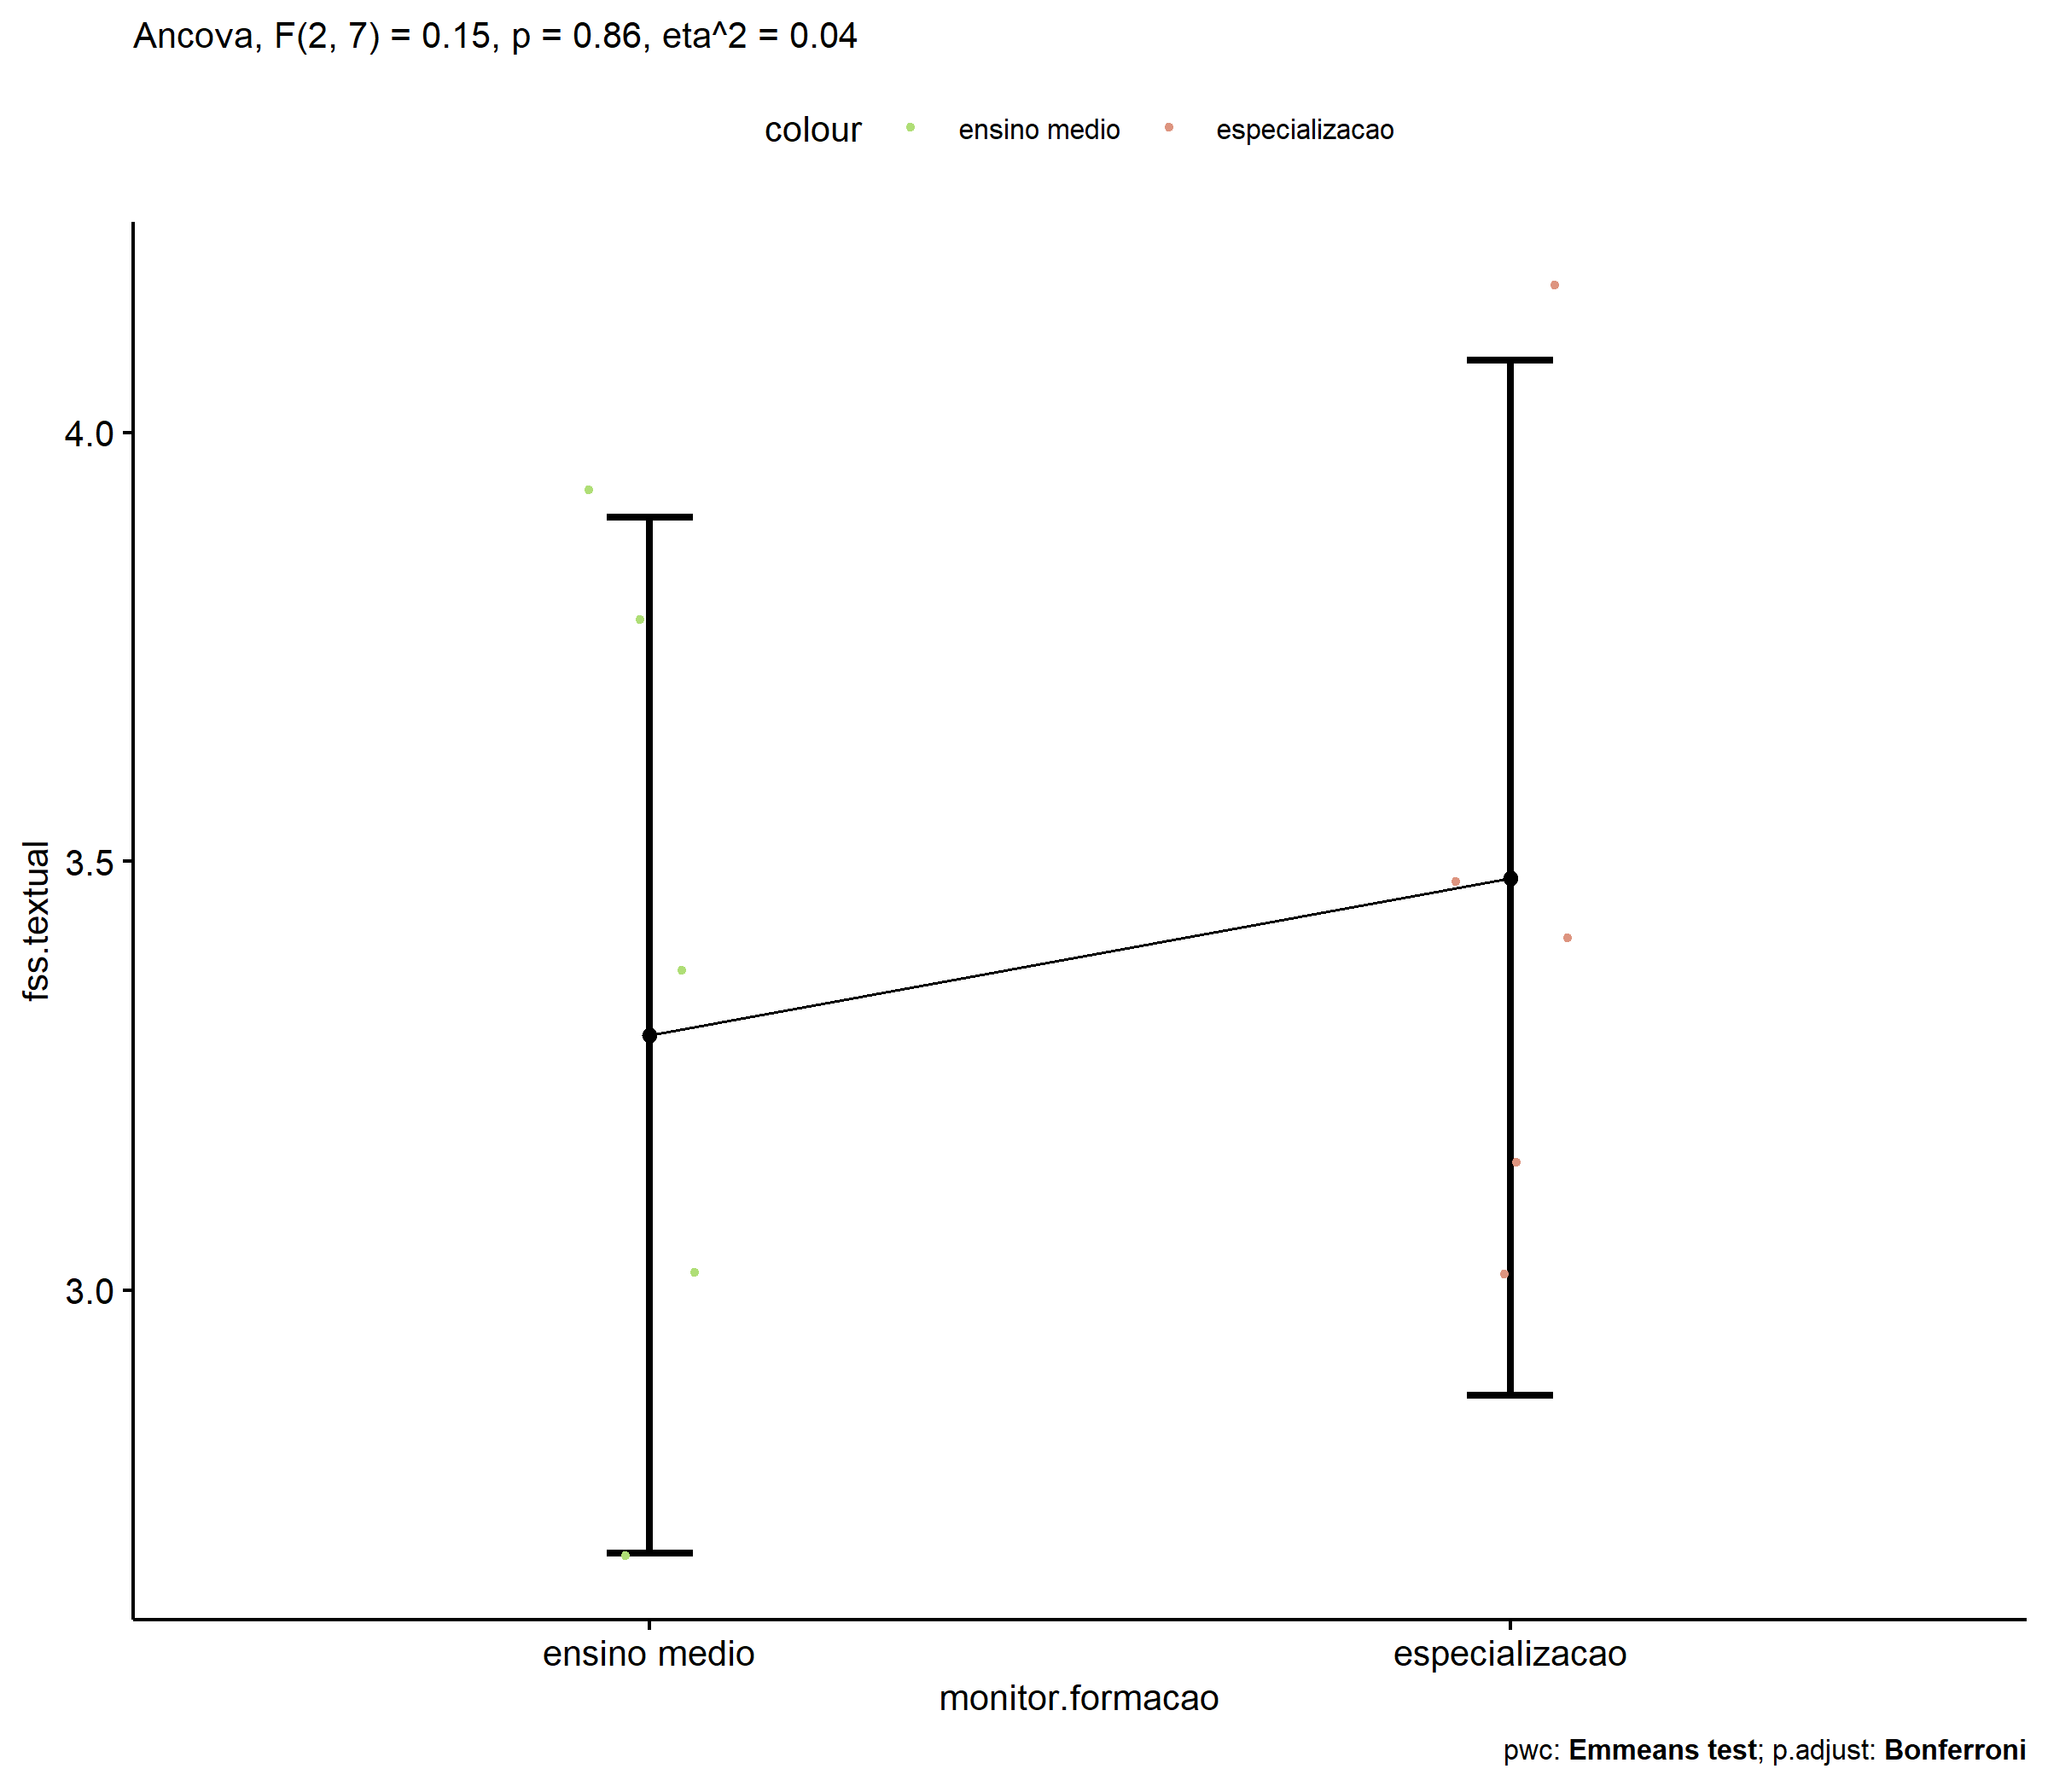 Ancova, F(2, 7) = 0.15, p = 0.86, eta^2 = 0.04
colour ensino medio especializacao
4.0
3.5
3.0
fss.textual
ensino medio especializacao
monitor.formacao
pwc: Emmeans test; p.adjust: Bonferroni